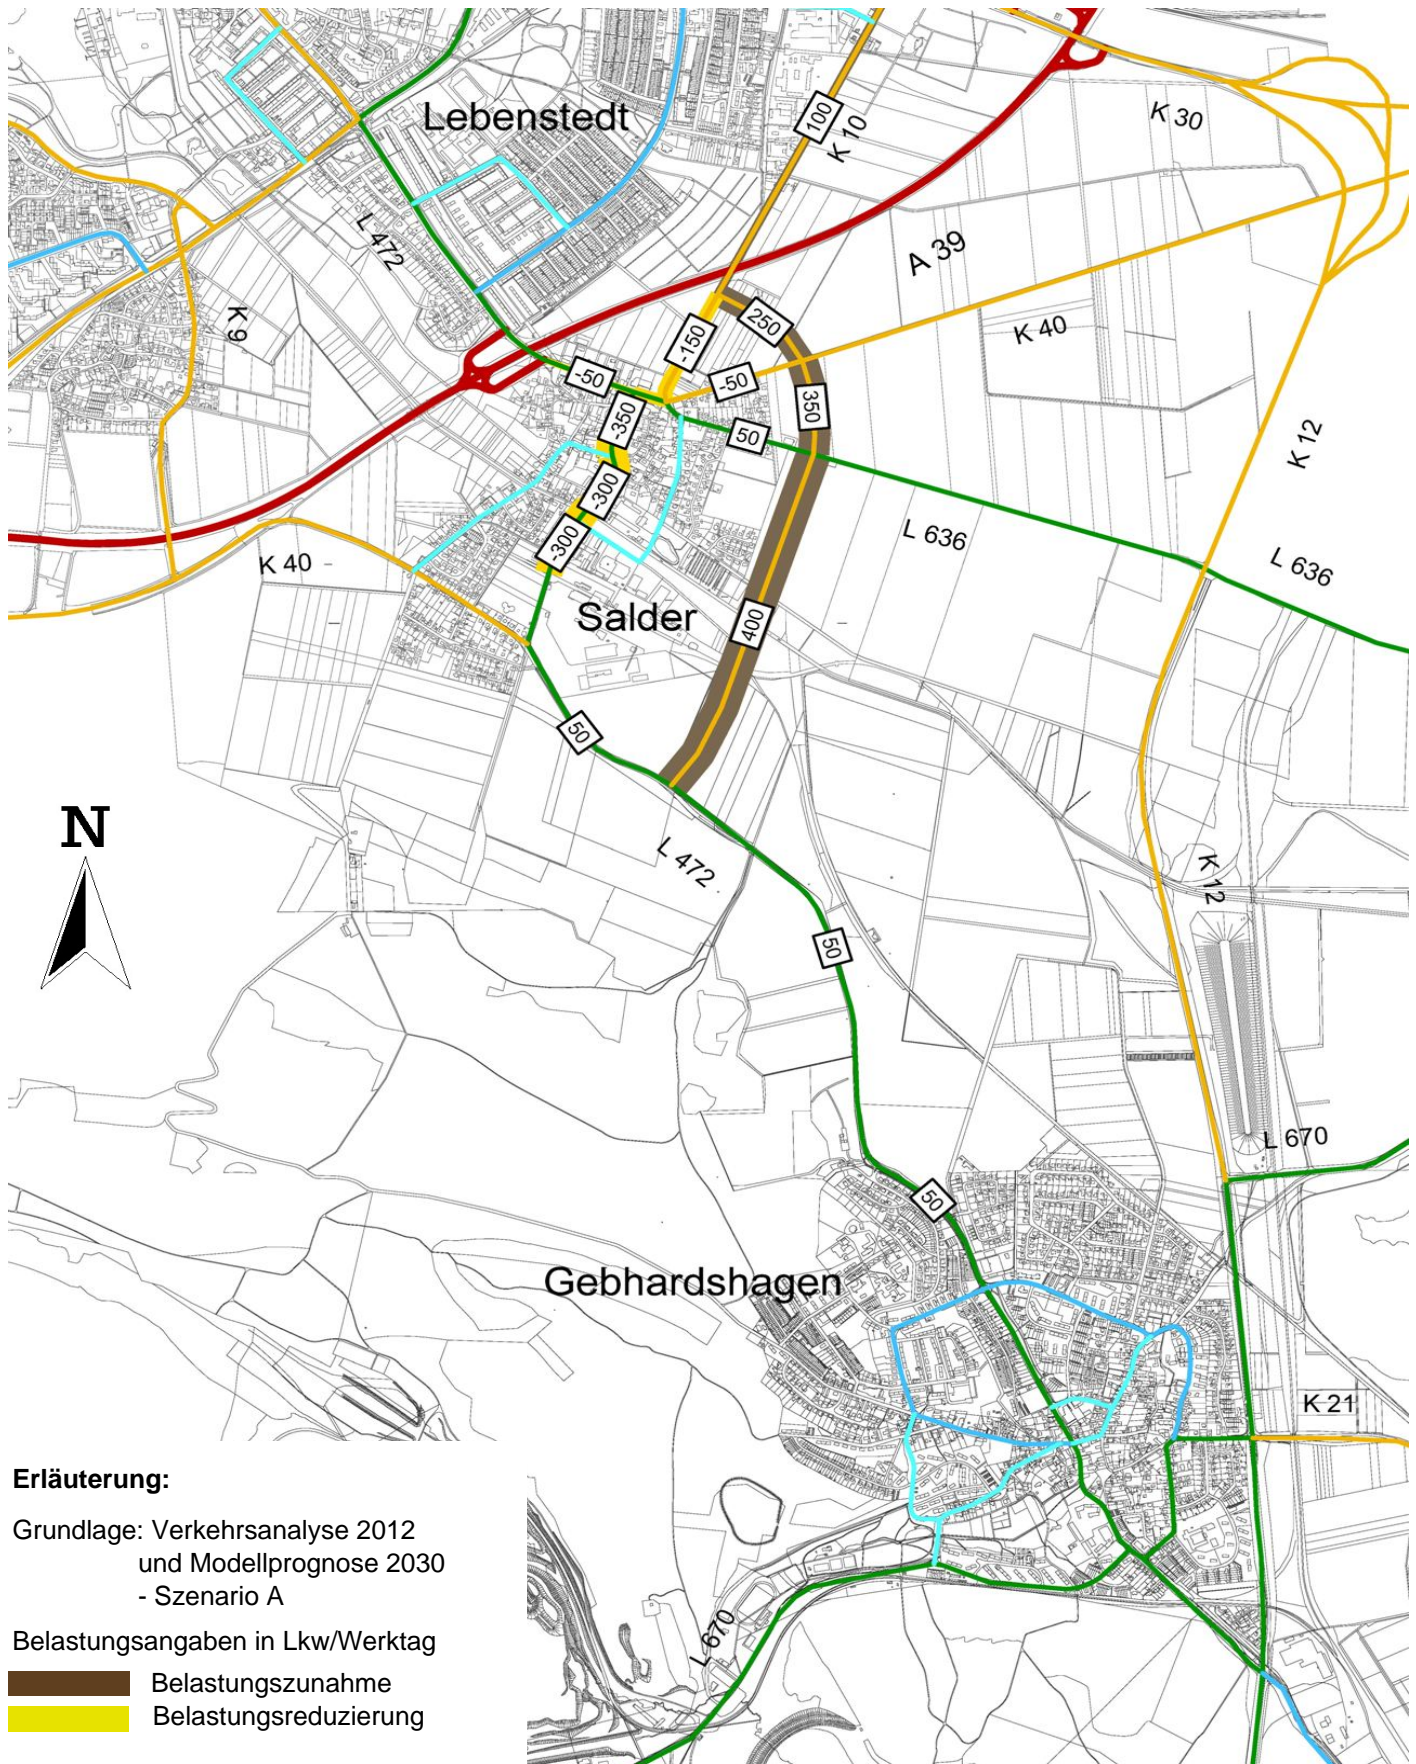 Lebenstedt
100
K 10
K 30
L 472
A 39
K 9
250
-150
K 40
-50
-50
350
-350
50
K 12
-300
L 636
-300
K 40
L 636
Salder
400
50
N
L 472
K 12
50
L 670
50
Gebhardshagen
K 21
Erläuterung:
Grundlage: Verkehrsanalyse 2012
und Modellprognose 2030
- Szenario A
L 670
Belastungsangaben in Lkw/Werktag
Belastungszunahme
Belastungsreduzierung